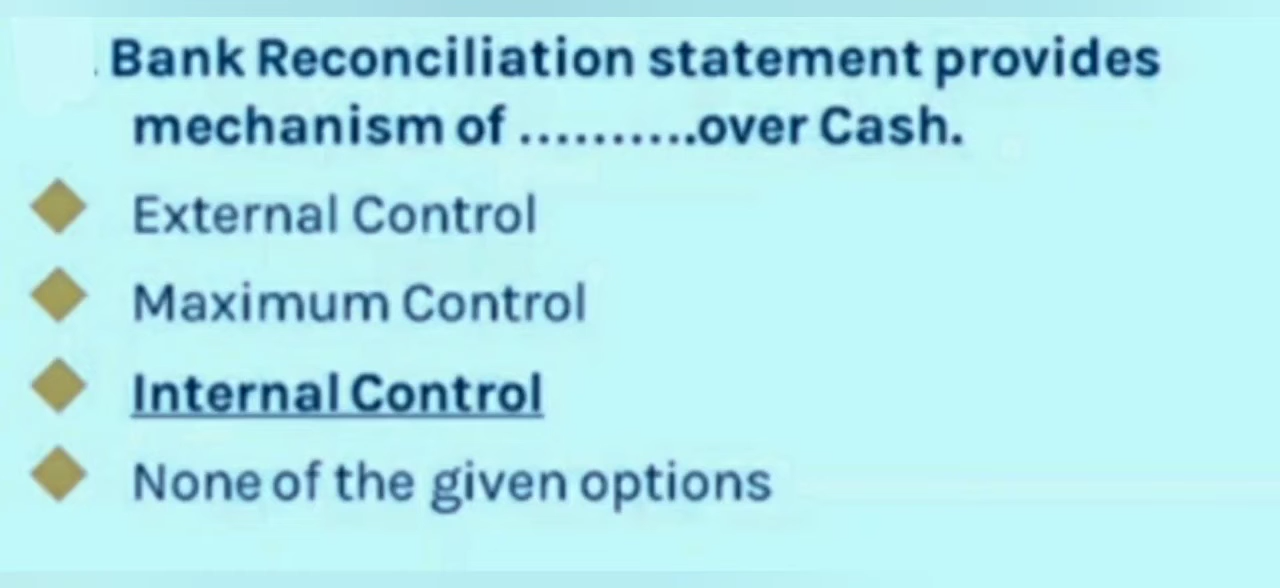 . Bank Reconciliation statement provides
mechanism of ..........over Cash.
External Control
Maximum Control
Internal Control
None of the given options